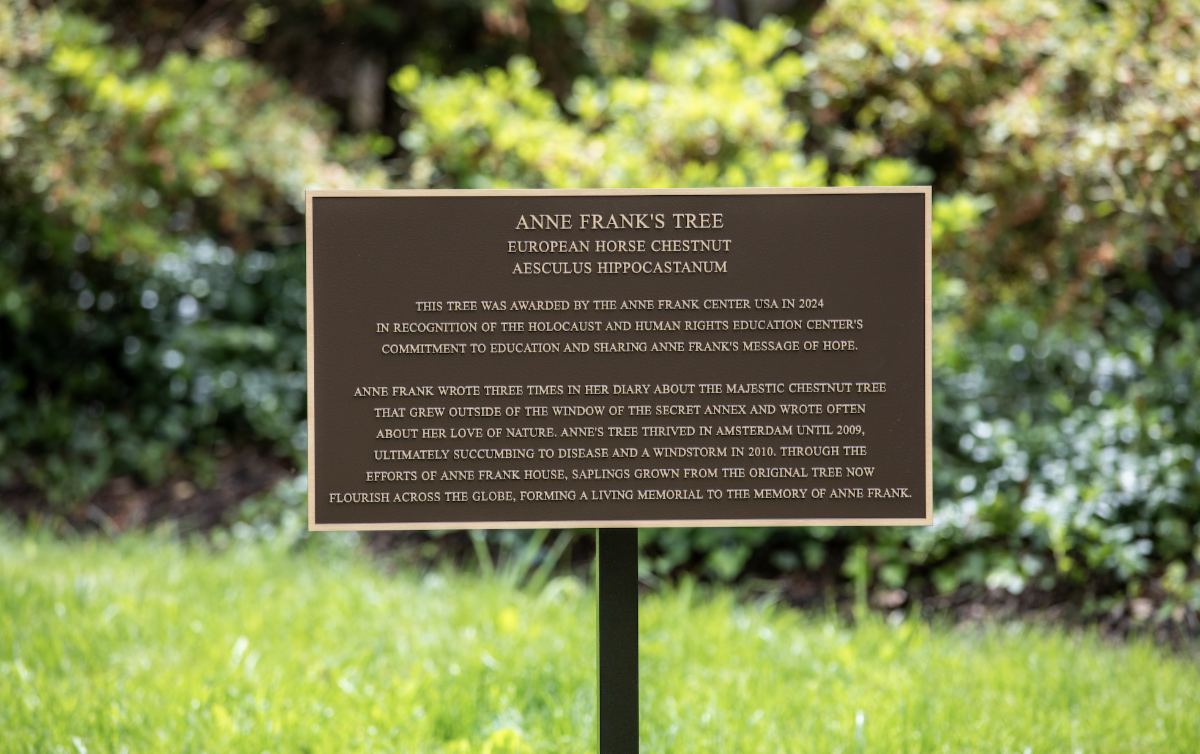 ANNE FRANK'S TREE
EUROPEAN HORSE CHESTNUT
AESCULUS HIPPOCASTANUM
THIS TREE WAS AWARDED BY THE ANNE FRANK CENTER USA IN 2024
IN RECOGNITION OF THE HOLOCAUST AND HUMAN RIGHTS EDUCATION CENTER'S
COMMITMENT TO EDUCATION AND SHARING ANNE FRANK'S MESSAGE OF HOPE.
ANNE FRANK WROTE THREE TIMES IN HER DIARY ABOUT THE MAJESTIC CHESTNUT TREE
THAT GREW OUTSIDE OF THE WINDOW OF THE SECRET ANNEX AND WROTE OFTEN
ABOUT HER LOVE OF NATURE. ANNE'S TREE THRIVED IN AMSTERDAM UNTIL 2009,
ULTIMATELY SUCCUMBING TO DISEASE AND A WINDSTORM IN 2010. THROUGH THE
EFFORTS OF ANNE FRANK HOUSE, SAPLINGS GROWN FROM THE ORIGINAL TREE NOW
FLOURISH ACROSS THE GLOBE, FORMING A LIVING MEMORIAL TO THE MEMORY OF ANNE FRANK.